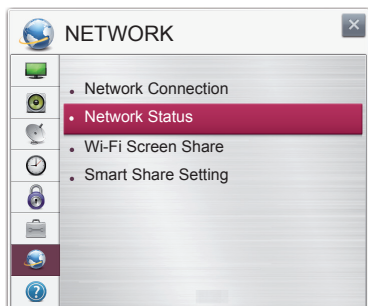 NETWORK
• Network Connection
• Network Status
• Wi-Fi Screen Share
• Smart Share Setting